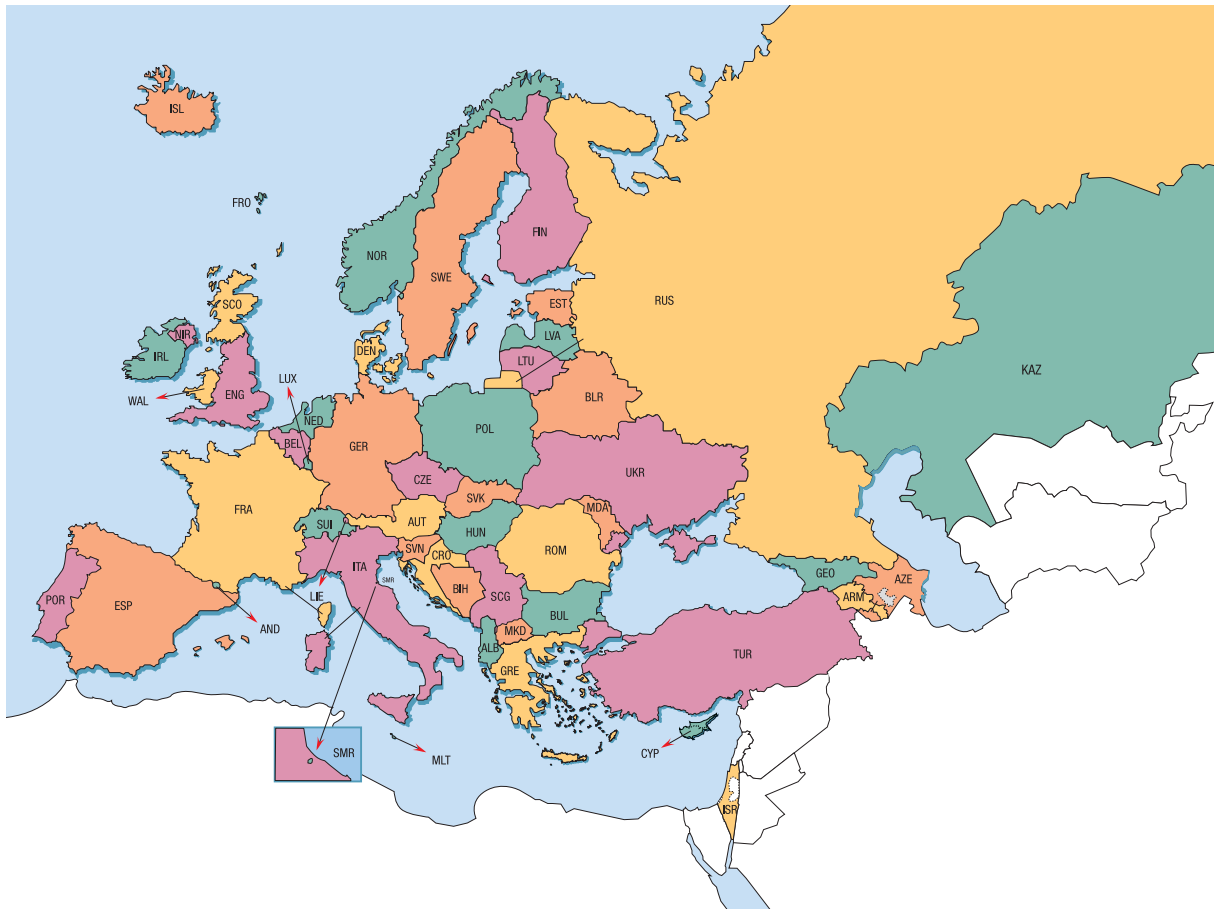 ISL
FRO
FIN
NOR
SWE
RUS
SCO
EST
NIR
LVA
IRL
DEN
LTU
KAZ
LUX
WAL
ENG
BLR
NED
POL
BEL
GER
UKR
CZE
SVK
FRA
MDA
AUT
SUI
HUN
SVN
CRO
ROM
ITA
GEO
AZE
SMR
BIH
LIE
SCG
ARM
POR
ESP
BUL
AND
MKD
ALB
TUR
GRE
SMR
CYP
MLT
ISR